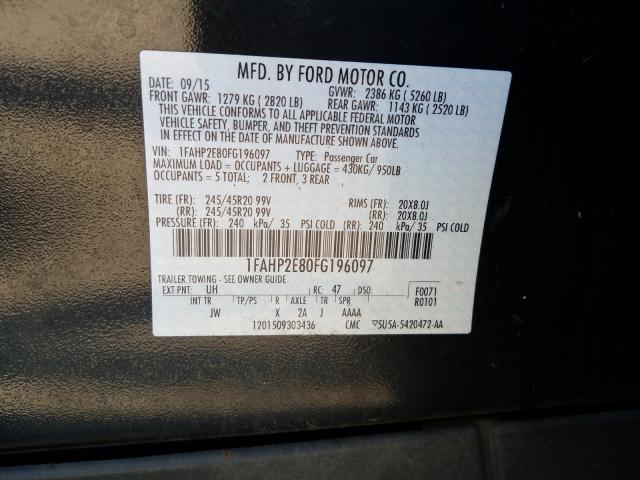 MFD. BY FORD MOTOR CO.
DATE: 09/15 GVWR: 2386 KG ( 5260 LB)
FRONT GAWR: 1279 KG ( 2820 LB) REAR GAWR: 1143 KG ( 2520 LB)
THIS VEHICLE CONFORMS TO ALL APPLICABLE FEDERAL MOTOR
VEHICLE SAFETY, BUMPER, AND THEFT PREVENTION STANDARDS
IN EFFECT ON THE DATE OF MANUFACTURE SHOWN ABOVE.
VIN: 1FAHP2E80FG196097 TYPE: Passenger Car
MAXIMUM LOAD = OCCUPANTS + LUGGAGE = 430KG/ 950LB
OCCUPANTS = 5 TOTAL; 2 FRONT, 3 REAR
TIRE (FR): 245/45R20 99V RIMS (FR): 20X8.0J
(RR): 245/45R20 99V (RR): 20X8.0J
PRESSURE (FR): 240 kPa/ 35 PSI COLD (RR): 240 kPa/ 35 PSI COLD
1FAHP2E80FG196097
TRAILER TOWING - SEE OWNER GUIDE
EXT PNT: UH RC: 47 DSO: F0071
INT TR TP/PS R AXLE TR SPR R0101
JW X 2A J AAAA
1201509303436 CMC ▽5U5A-5420472-AA